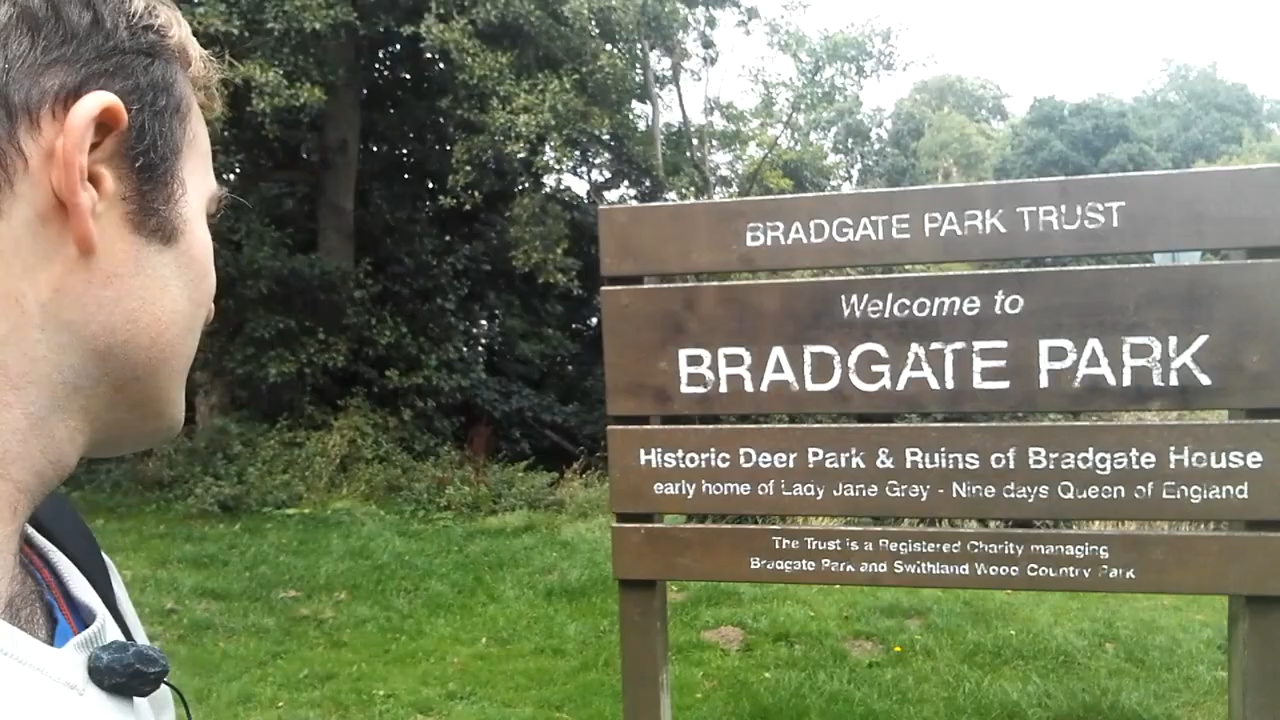 BRADGATE PARK TRUST
Welcome to
BRADGATE PARK
Historic Deer Park & Ruins of Bradgate House
early home of Lady Jane Grey - Nine days Queen of England
The Trust is a Registered Charity managing
Bradgate Park and Swithland Wood Country Park